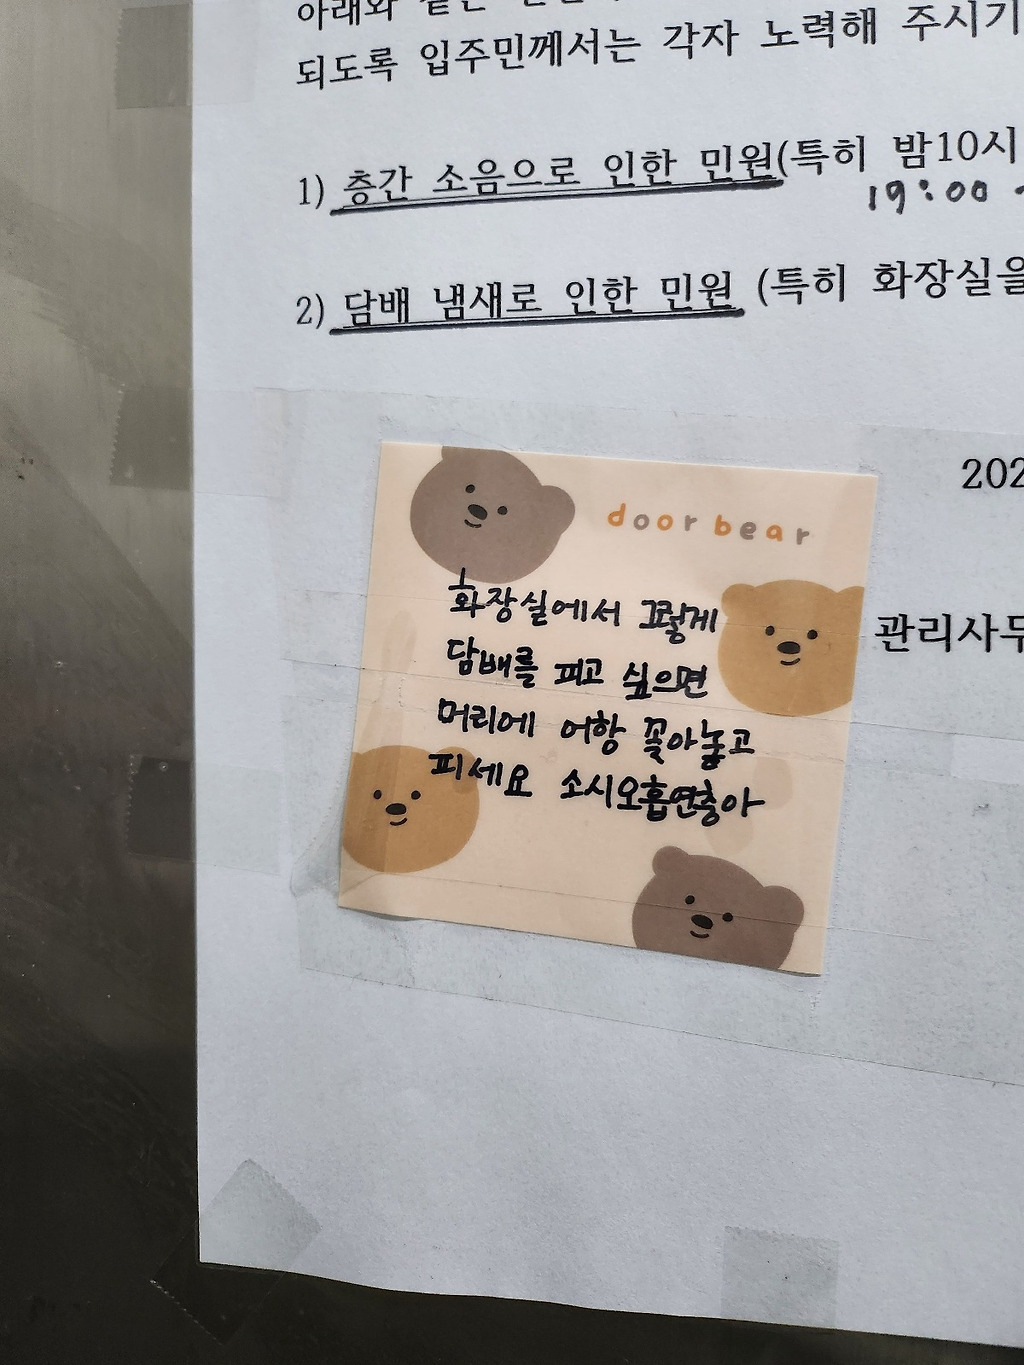 아래와 같은
되도록 입주민께서는 각자 노력해 주시기
1) 층간 소음으로 인한 민원(특히 밤10시
19:00 -
2) 담배 냄새로 인한 민원 (특히 화장실을
202
door bear
화장실에서 그렇게
담배를 피고 싶으면
관리사무
머리에 어항 꽂아놓고
피세요 소시오흡연충아